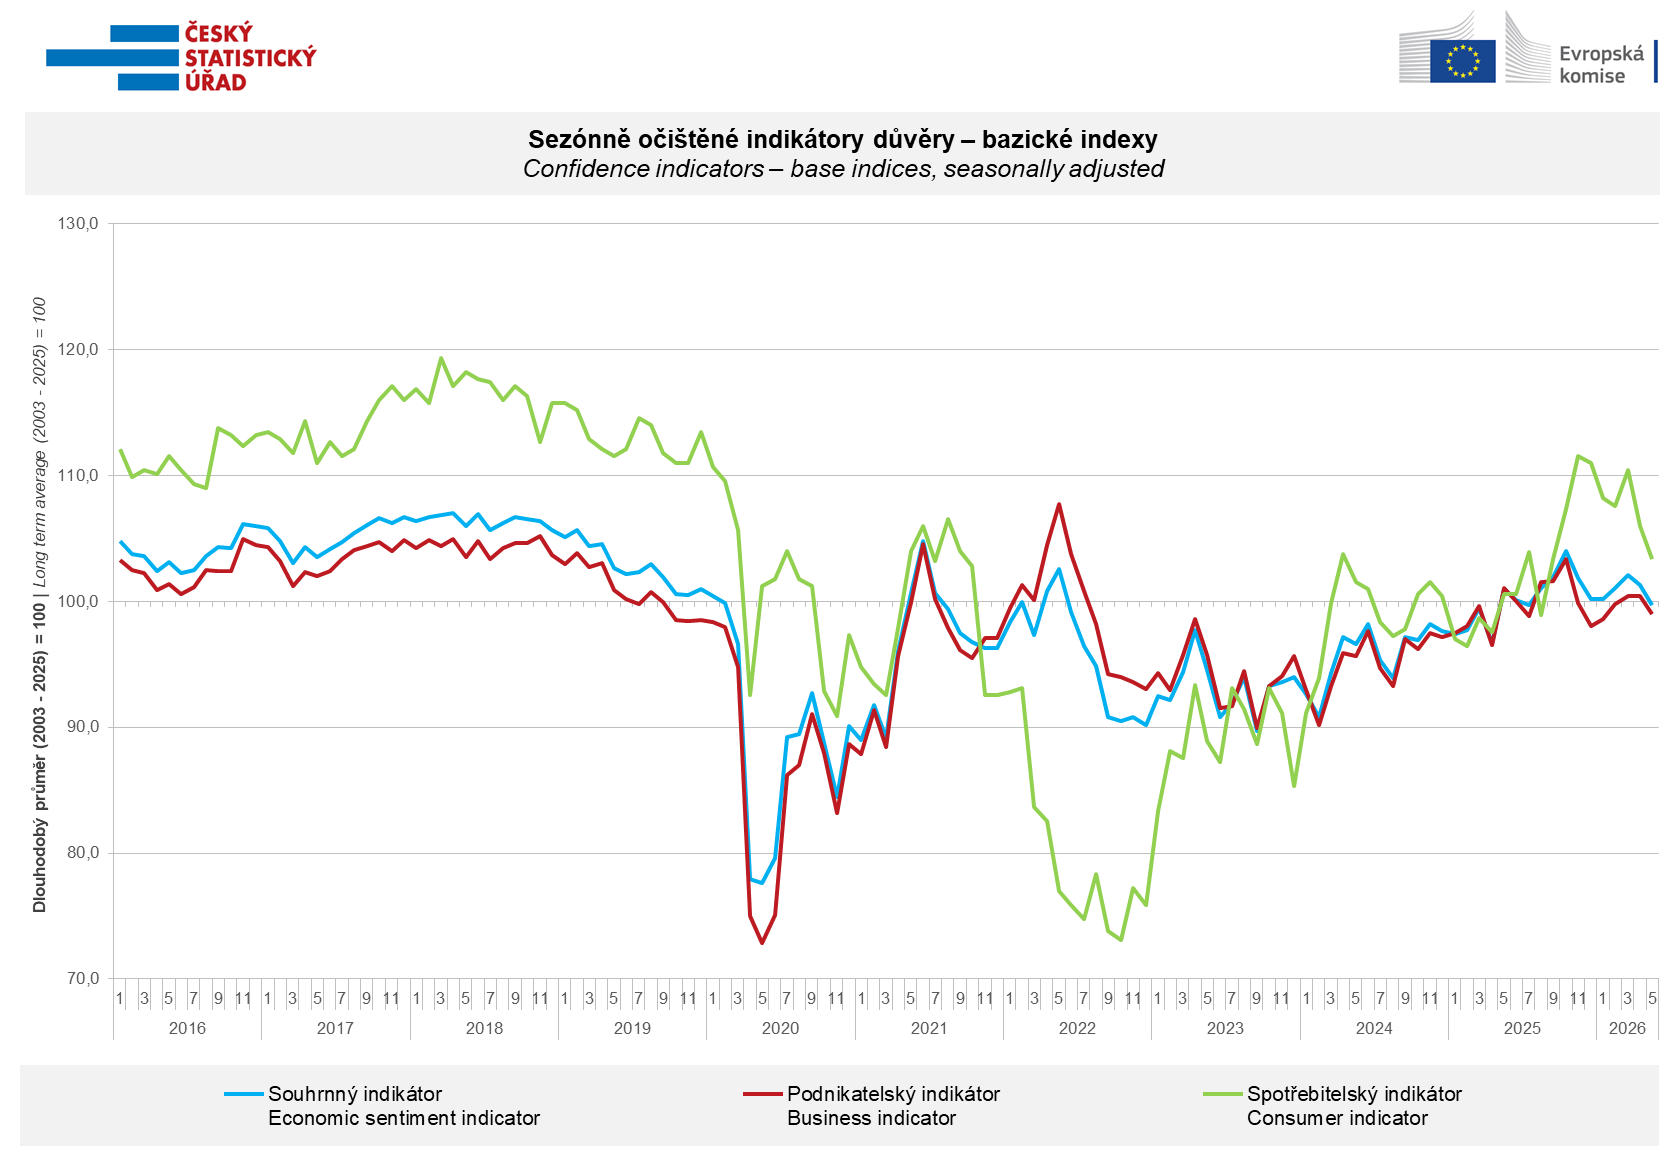 ČESKÝ
STATISTICKÝ
ÚŘAD
Evropská
komise
Sezónně očištěné indikátory důvěry – bazické indexy
Confidence indicators – base indices, seasonally adjusted
Dlouhodobý průměr (2003 - 2025) = 100 | Long term average (2003 - 2025) = 100
130,0
120,0
110,0
100,0
90,0
80,0
70,0
1 3 5 7 9 11 1 3 5 7 9 11 1 3 5 7 9 11 1 3 5 7 9 11 1 3 5 7 9 11 1 3 5 7 9 11 1 3 5 7 9 11 1 3 5 7 9 11 1 3 5 7 9 11 1 3 5 7 9 11 1 3 5
2016 2017 2018 2019 2020 2021 2022 2023 2024 2025 2026
Souhrnný indikátor
Economic sentiment indicator
Podnikatelský indikátor
Business indicator
Spotřebitelský indikátor
Consumer indicator